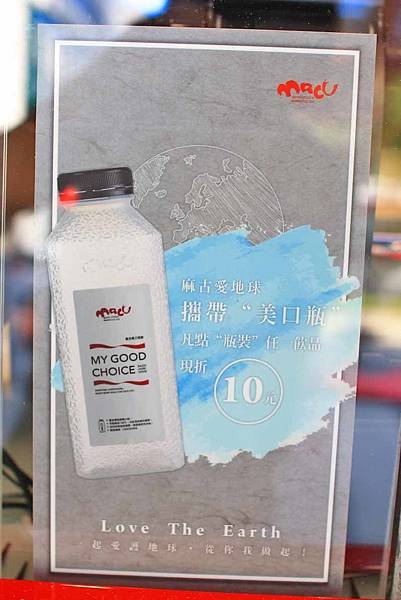 MACU
麻古愛地球
攜帶“美口瓶”
凡點“瓶裝”任一飲品
現折
10元
MACU
MY GOOD
CHOICE
Love The Earth
一起愛護地球，從你我做起！